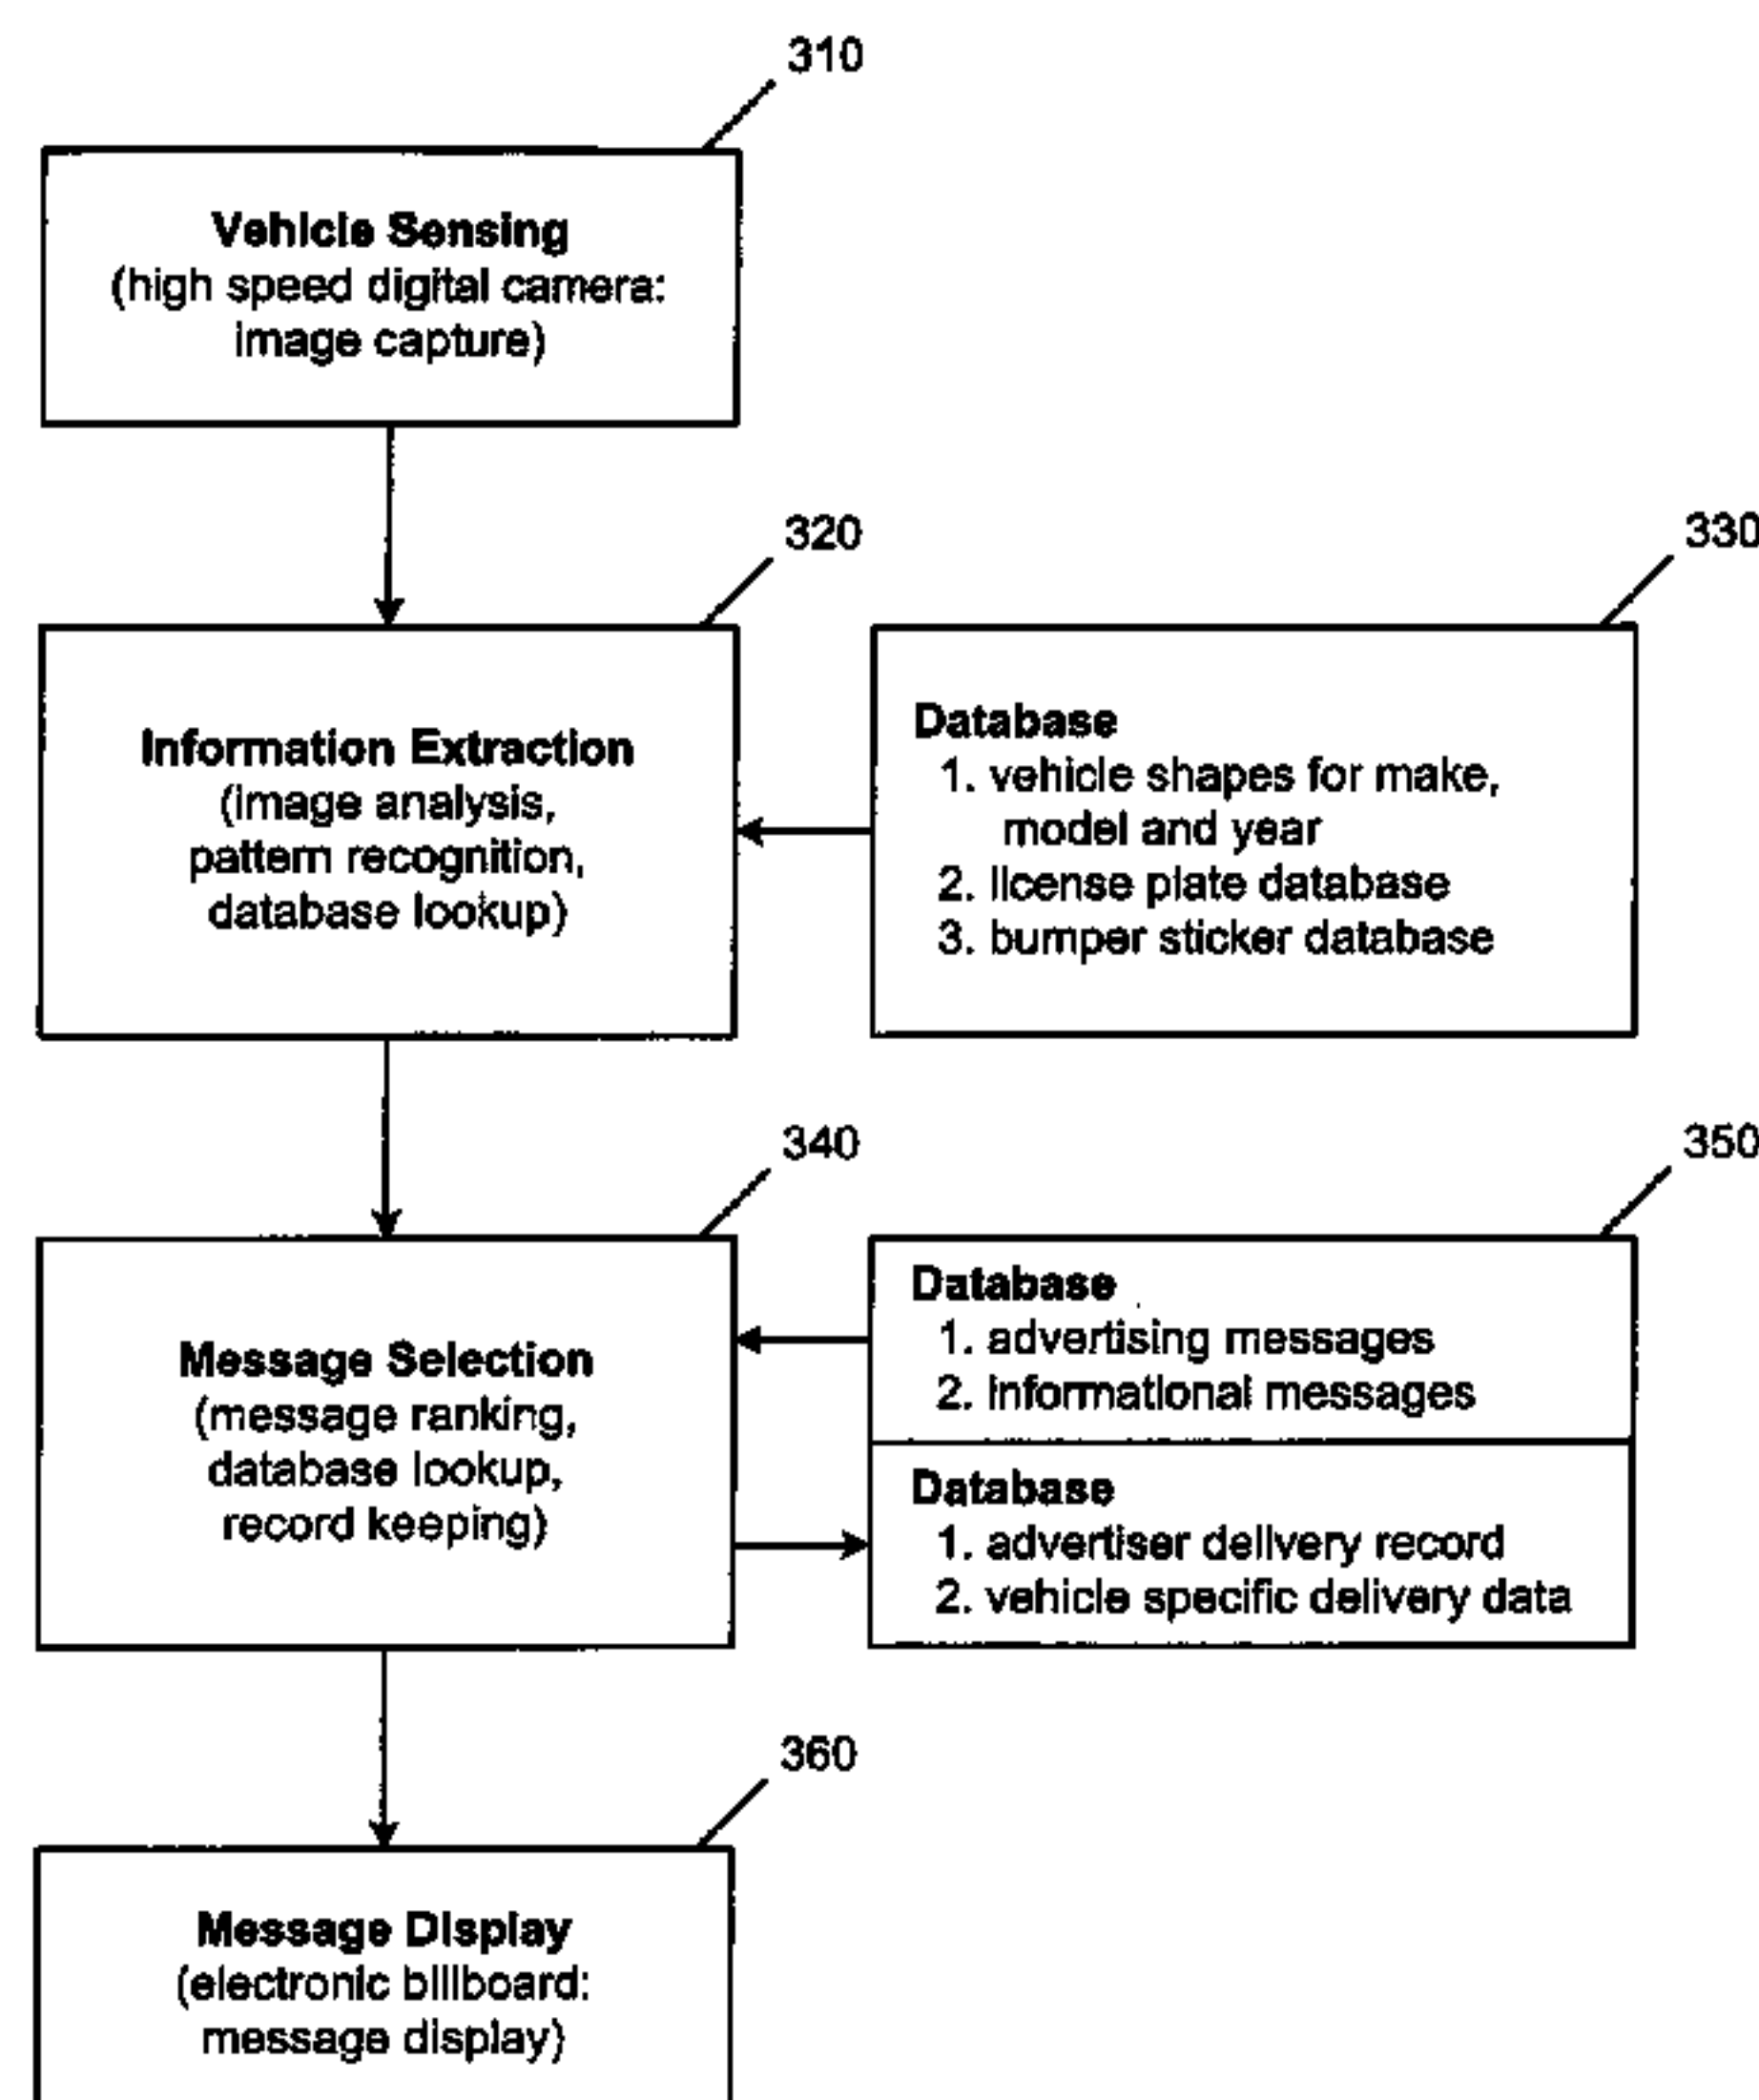 310
Vehicle Sensing
(high speed digital camera:
image capture)
320
Information Extraction
(image analysis,
pattern recognition,
database lookup)
330
Database
1. vehicle shapes for make,
model and year
2. license plate database
3. bumper sticker database
340
Message Selection
(message ranking,
database lookup,
record keeping)
350
Database
1. advertising messages
2. informational messages
Database
1. advertiser delivery record
2. vehicle specific delivery data
360
Message Display
(electronic billboard:
message display)